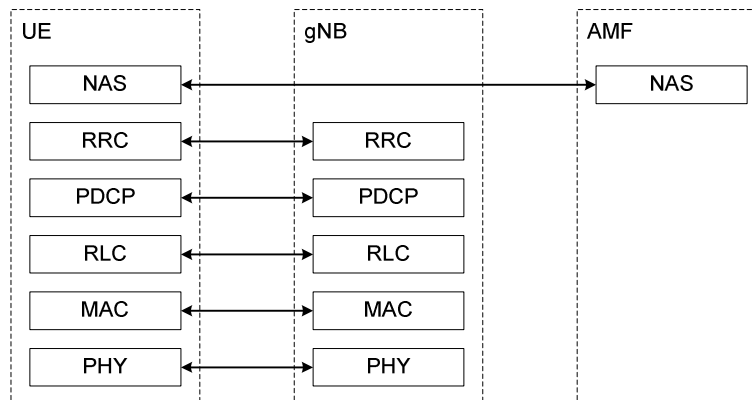 UE gNB AMF
NAS NAS
RRC RRC
PDCP PDCP
RLC RLC
MAC MAC
PHY PHY